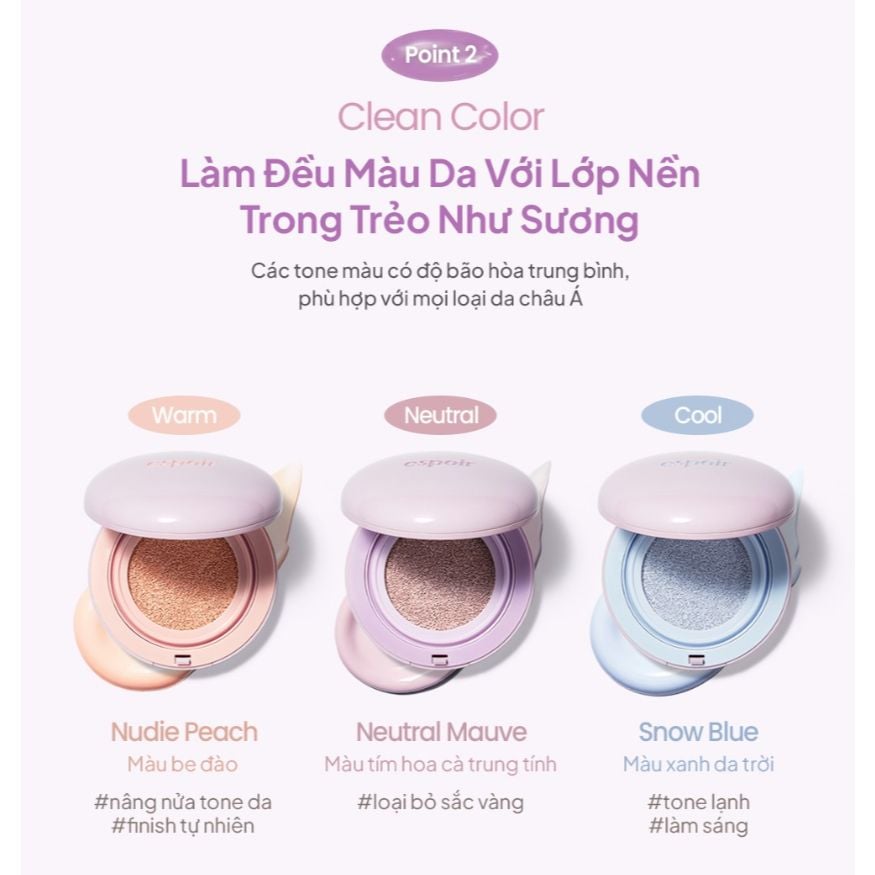 Point 2
Clean Color
Làm Đều Màu Da Với Lớp Nền
Trong Trẻo Như Sương
Các tone màu có độ bão hòa trung bình,
phù hợp với mọi loại da châu Á
Warm
Neutral
Cool
espoir
espoir
espoir
Nudie Peach
Neutral Mauve
Snow Blue
Màu be đào
Màu tím hoa cà trung tính
Màu xanh da trời
#nâng nửa tone da
#loại bỏ sắc vàng
#tone lạnh
#finish tự nhiên
#làm sáng